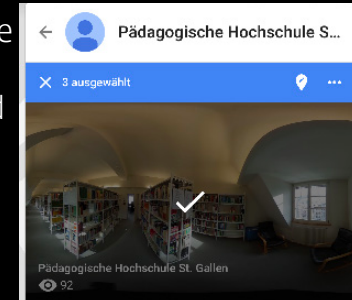 e
Pädagogische Hochschule S...
3 ausgewählt
Pädagogische Hochschule St. Gallen
92